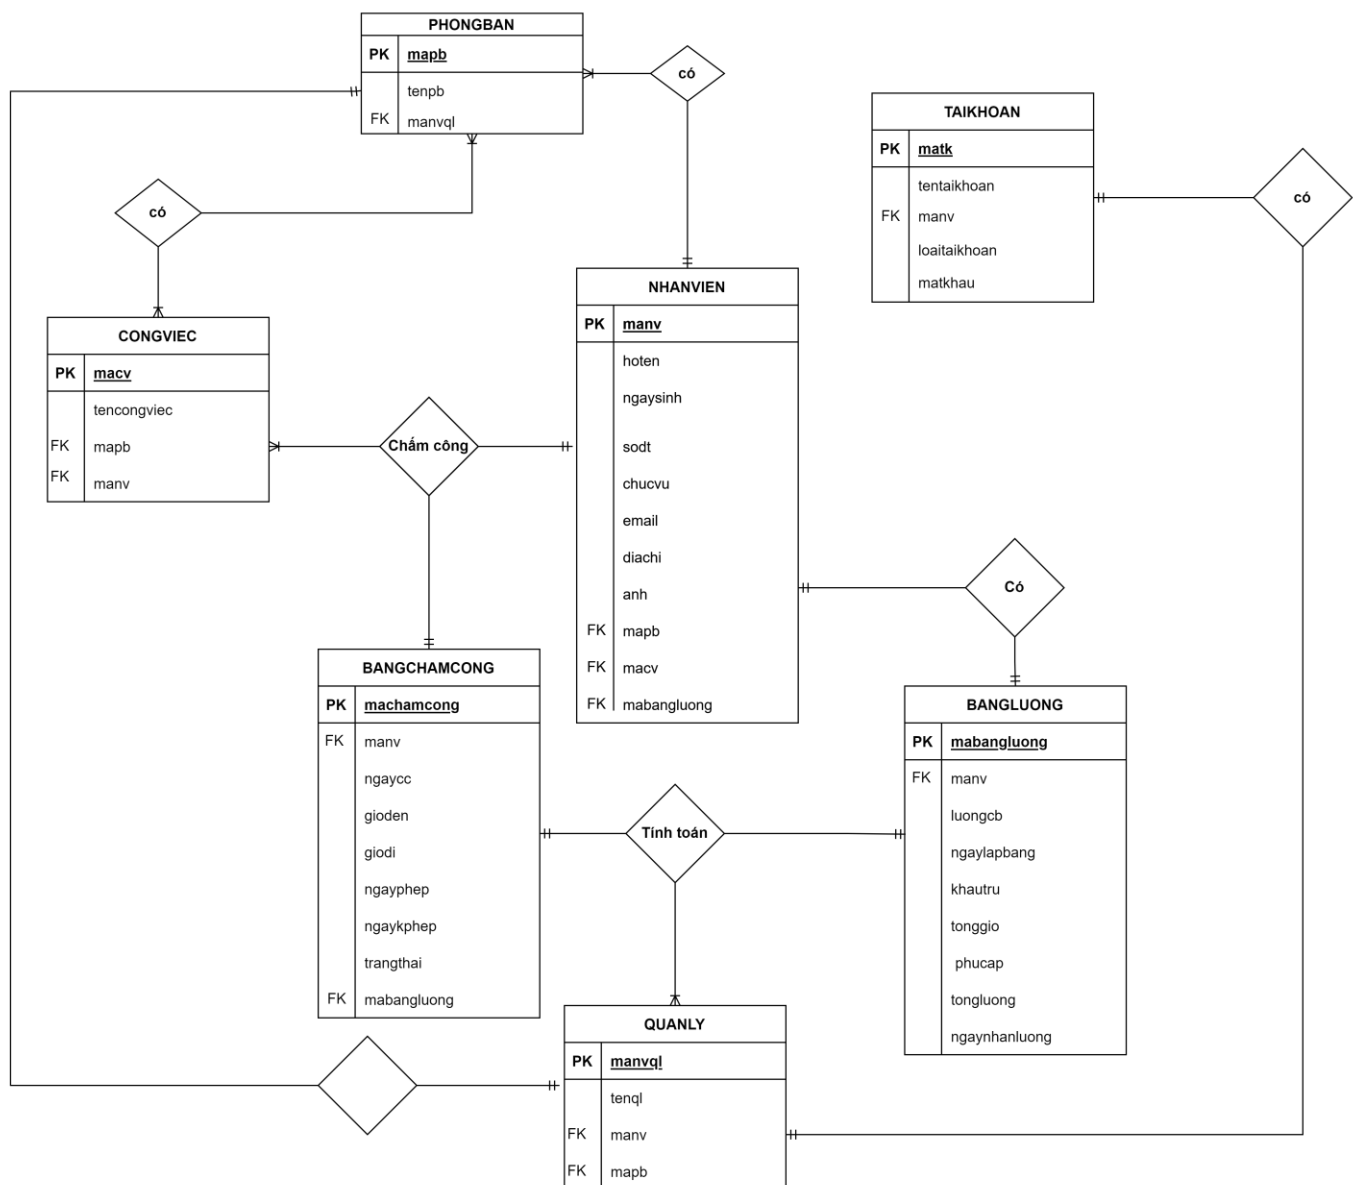 PHONGBAN
PK mapb
tenpb
FK manvql
có
TAIKHOAN
PK matk
tentaikhoan
FK manv
loaitaikhoan
matkhau
có
có
NHANVIEN
PK manv
hoten
ngaysinh
sodt
chucvu
email
diachi
anh
FK mapb
FK macv
FK mabangluong
CONGVIEC
PK macv
tencongviec
FK mapb
FK manv
Chấm công
Có
BANGCHAMCONG
PK machamcong
FK manv
ngaycc
gioden
giodi
ngayphep
ngaykphep
trangthai
FK mabangluong
BANGLUONG
PK mabangluong
FK manv
luongcb
ngaylapbang
khautru
tonggio
phucap
tongluong
ngaynhanluong
Tính toán
QUANLY
PK manvql
tenql
FK manv
FK mapb